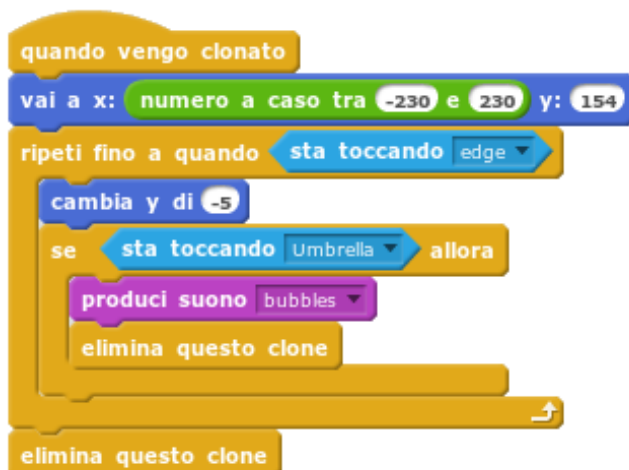 quando vengo clonato
vai a x: numero a caso tra -230 e 230 y: 154
ripeti fino a quando sta toccando edge
cambia y di -5
se sta toccando Umbrella allora
produci suono bubbles
elimina questo clone
elimina questo clone